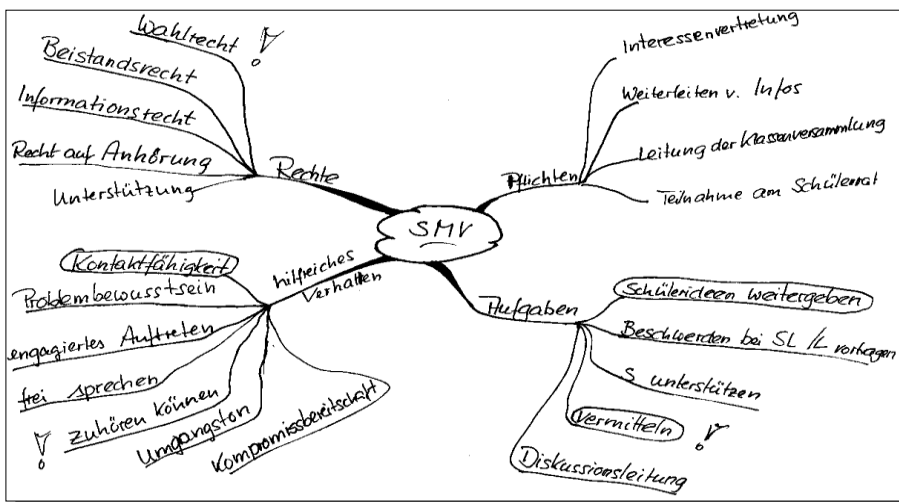 SMV
Rechte
Wahlrecht !
Beistandsrecht
Informationsrecht
Recht auf Anhörung
Unterstützung
Pflichten
Interessenvertretung
Weiterleiten v. Infos
Leitung der Klassenversammlung
Teilnahme am Schülerrat
hilfreiches
Verhalten
Kontaktfähigkeit
Problembewusstsein
engagiertes Auftreten
frei sprechen
! zuhören können
Umgangston
Kompromissbereitschaft
Aufgaben
Schülerideen weitergeben
Beschwerden bei SL /L vortragen
S unterstützen
vermitteln !
Diskussionsleitung